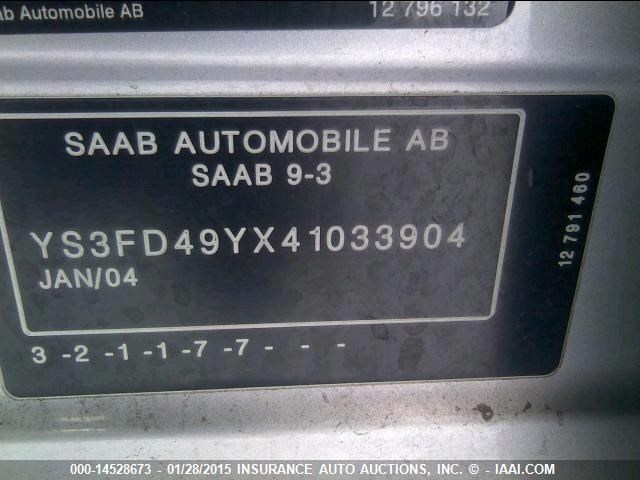 Automobile AB 12 796 132
SAAB AUTOMOBILE AB
SAAB 9-3
YS3FD49YX41033904
JAN/04
3 -2 -1 -1 -7 -7 - - -
12 791 460
000-14528673 01/28/2015 INSURANCE AUTO AUCTIONS, INC. © - IAAI.COM